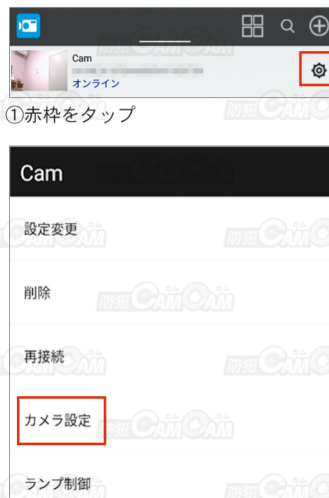 Cam
オンライン
①赤枠をタップ
Cam
設定変更
削除
再接続
カメラ設定
ランプ制御